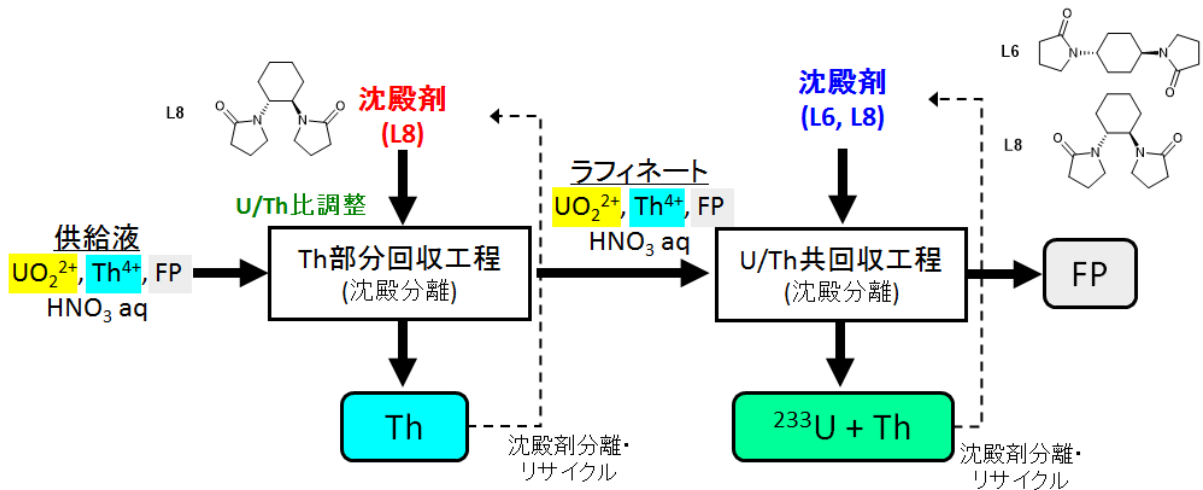 L8
沈殿剤
(L8)
U/Th比調整
供給液
UO₂²⁺, Th⁴⁺, FP
HNO₃ aq
Th部分回収工程
(沈殿分離)
Th
沈殿剤分離・
リサイクル
ラフィネート
UO₂²⁺, Th⁴⁺, FP
HNO₃ aq
沈殿剤
(L6, L8)
L6
L8
U/Th共回収工程
(沈殿分離)
²³³U + Th
沈殿剤分離・
リサイクル
FP
O
N
N
O
O
N
N
O
O
N
N
O